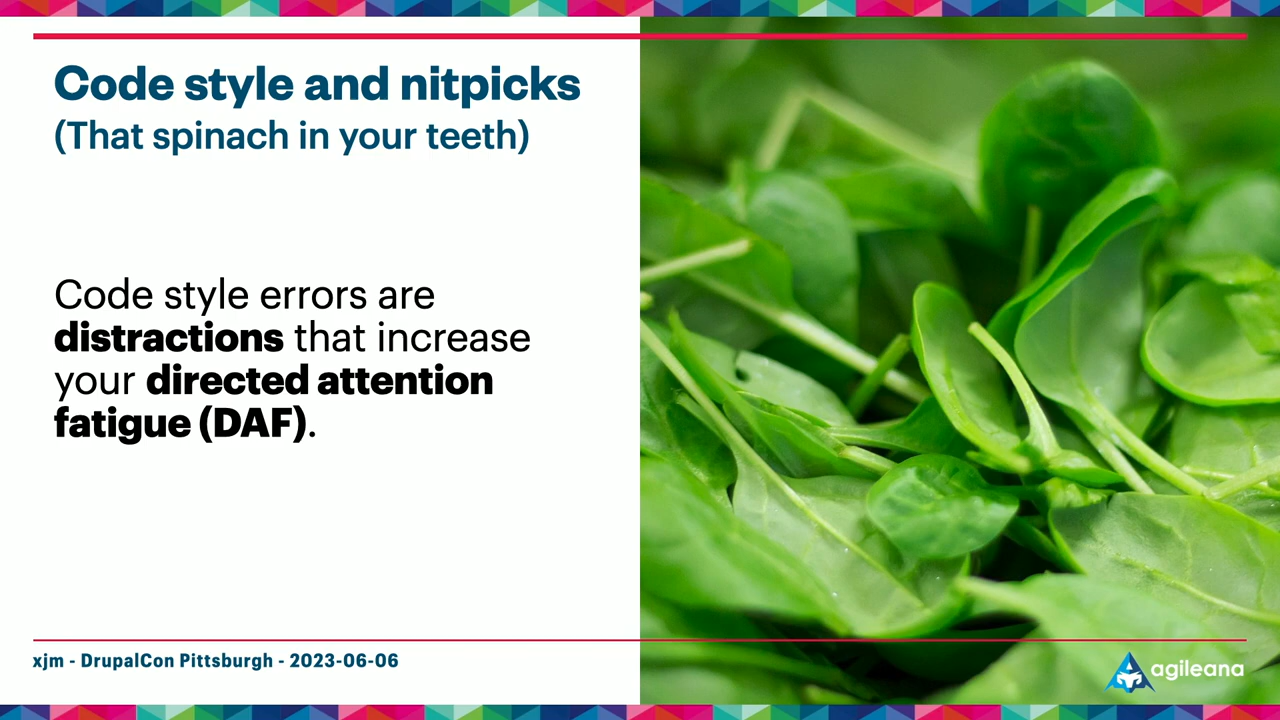 Code style and nitpicks
(That spinach in your teeth)
Code style errors are
distractions that increase
your directed attention
fatigue (DAF).
xjm - DrupalCon Pittsburgh - 2023-06-06
agileana